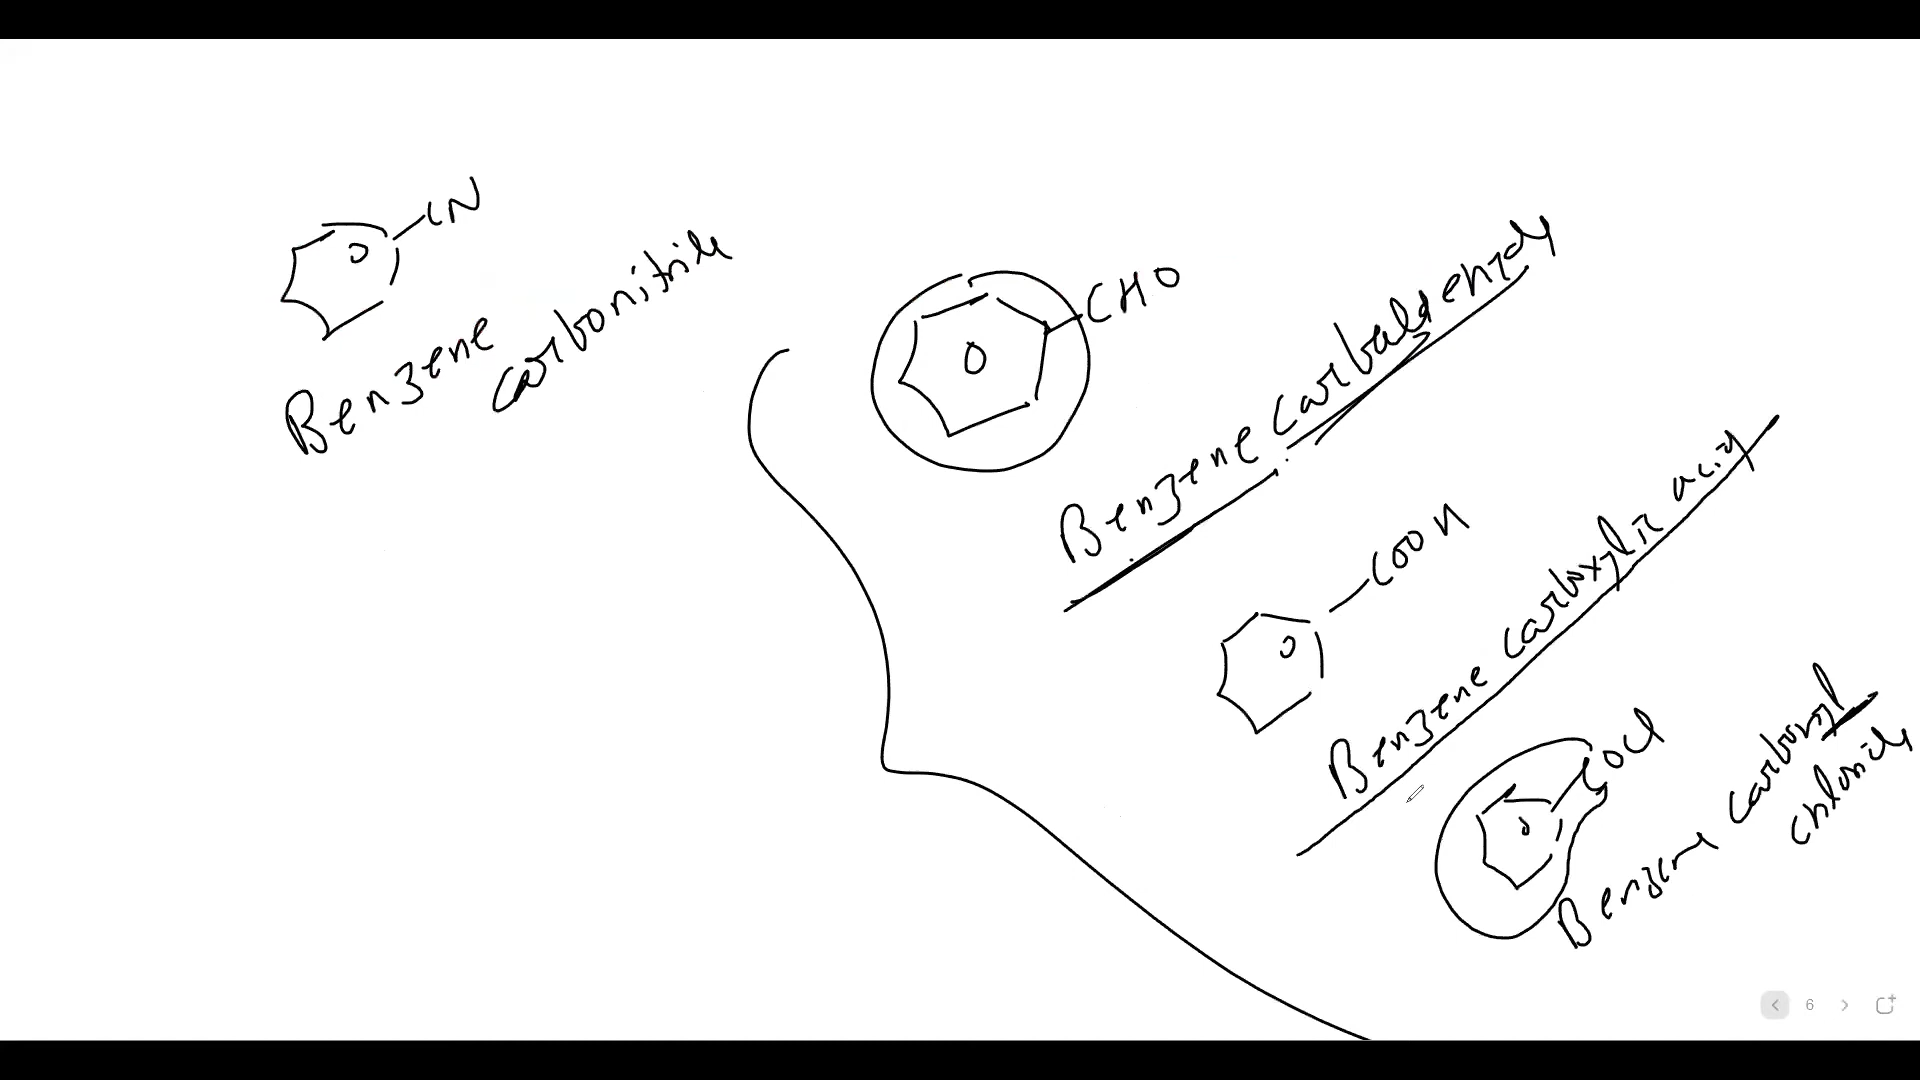 CN
Benzene carbonitrile
CHO
Benzene carbaldehyde
COOH
Benzene carboxylic acid
COCl
Benzene carbonyl
chloride
6